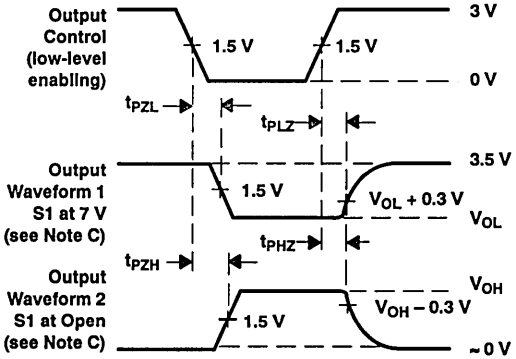 Output
Control
(low-level
enabling)
3 V
1.5 V
1.5 V
0 V
tPZL
tPLZ
Output
Waveform 1
S1 at 7 V
(see Note C)
3.5 V
1.5 V
VOL + 0.3 V
VOL
tPHZ
tPZH
Output
Waveform 2
S1 at Open
(see Note C)
VOH
1.5 V
VOH – 0.3 V
≈ 0 V